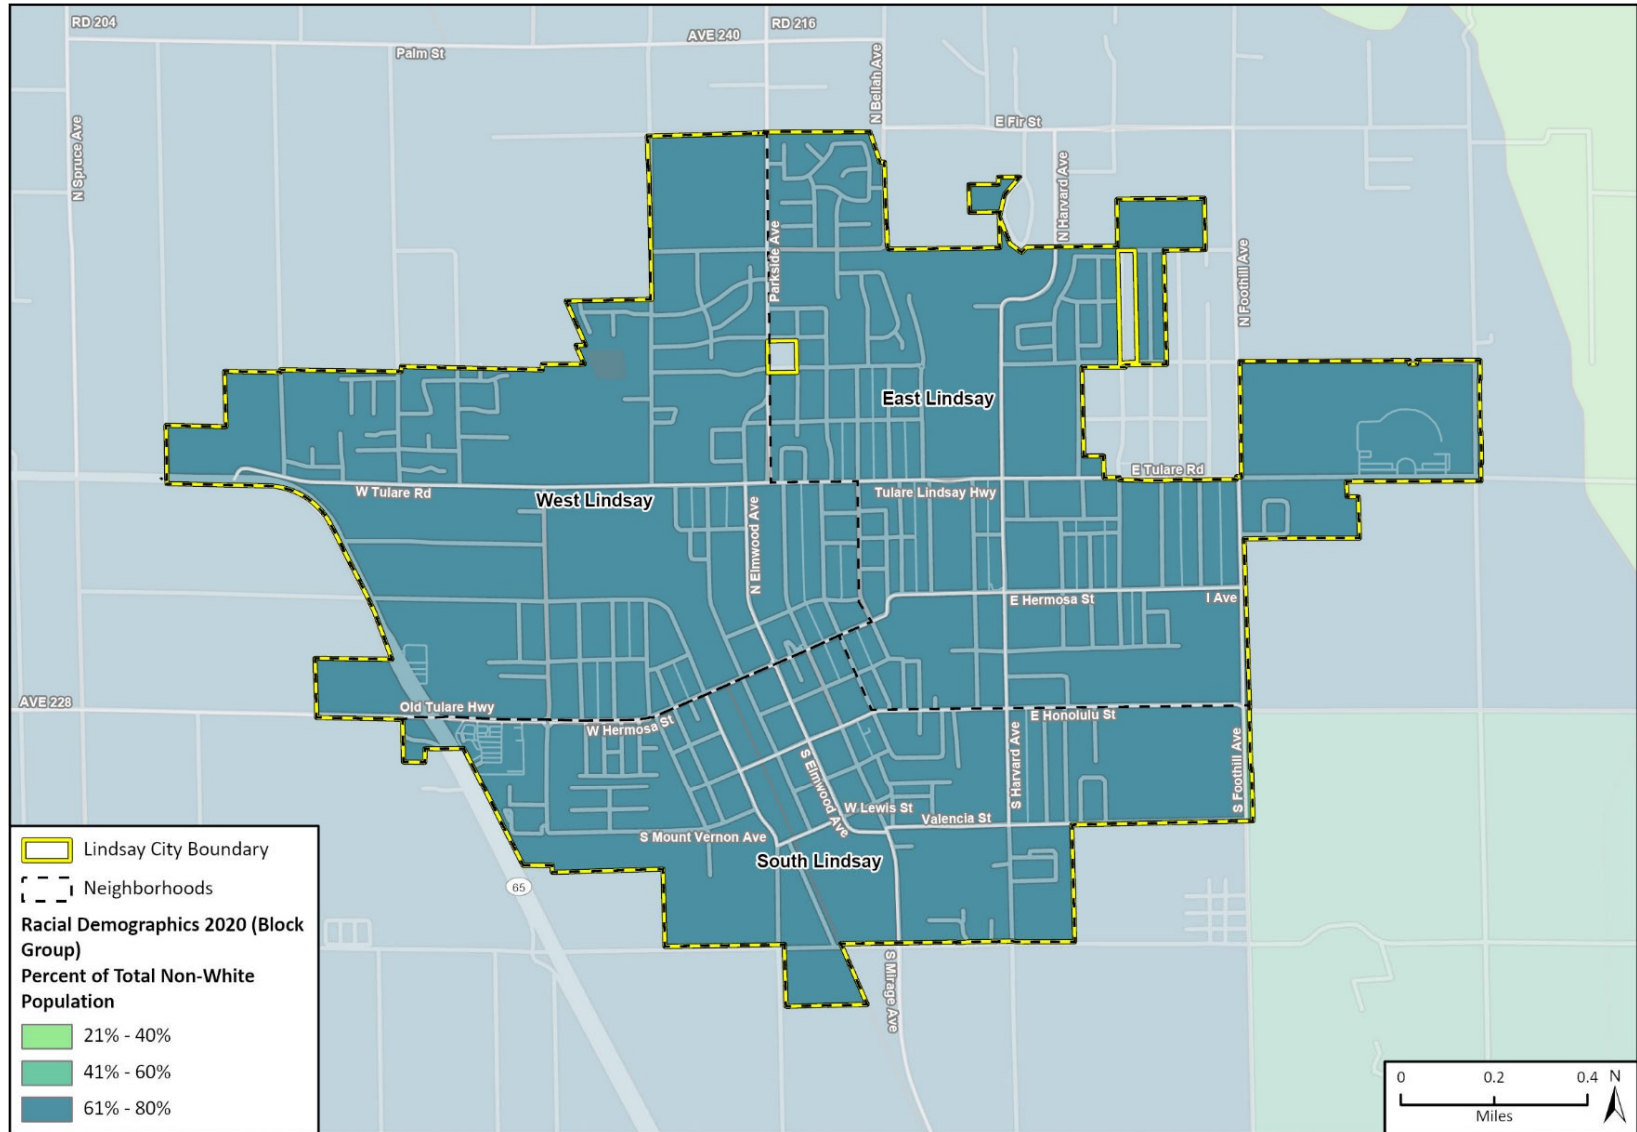 RD 204
RD 216
AVE 240
Palm St
N Bellah Ave
E Fir St
N Spruce Ave
N Harvard Ave
Parkside Ave
N Foothill Ave
East Lindsay
E Tulare Rd
W Tulare Rd
West Lindsay
Tulare Lindsay Hwy
N Elmwood Ave
E Hermosa St
I Ave
AVE 228
Old Tulare Hwy
W Hermosa St
E Honolulu St
S Elmwood Ave
S Harvard Ave
S Foothill Ave
W Lewis St
Valencia St
S Mount Vernon Ave
South Lindsay
65
S Mirage Ave
Lindsay City Boundary
Neighborhoods
Racial Demographics 2020 (Block
Group)
Percent of Total Non-White
Population
21% - 40%
41% - 60%
61% - 80%
0 0.2 0.4 N
Miles